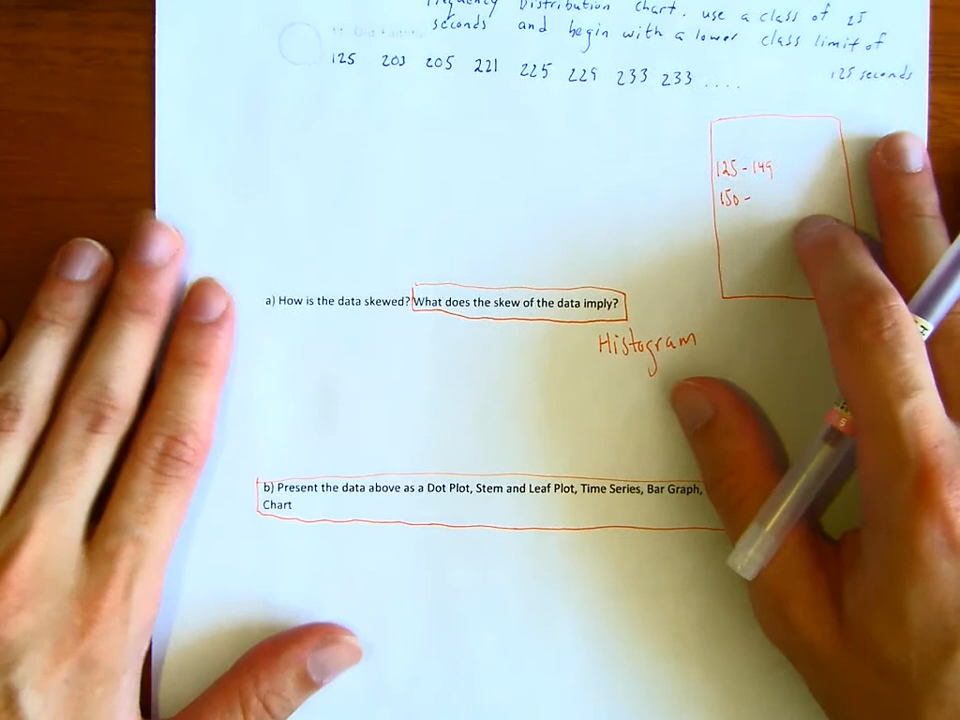 Frequency Distribution Chart. use a class of 25
seconds and begin with a lower class limit of
125 seconds
11. Old Faithful
125 203 205 221 225 229 233 233 ....
125-149
150-
a) How is the data skewed? What does the skew of the data imply?
Histogram
b) Present the data above as a Dot Plot, Stem and Leaf Plot, Time Series, Bar Graph,
Chart